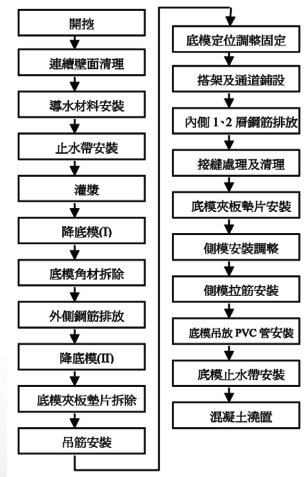 開挖
連續壁面清理
導水材料安裝
止水帶安裝
灌漿
降底模(I)
底模角材拆除
外側鋼筋排放
降底模(II)
底模夾板墊片拆除
吊筋安裝
底模定位調整固定
搭架及通道鋪設
內側 1、2 層鋼筋排放
接縫處理及清理
底模夾板墊片安裝
側模安裝調整
側模拉筋安裝
底模吊放 PVC 管安裝
底模止水帶安裝
混凝土澆置